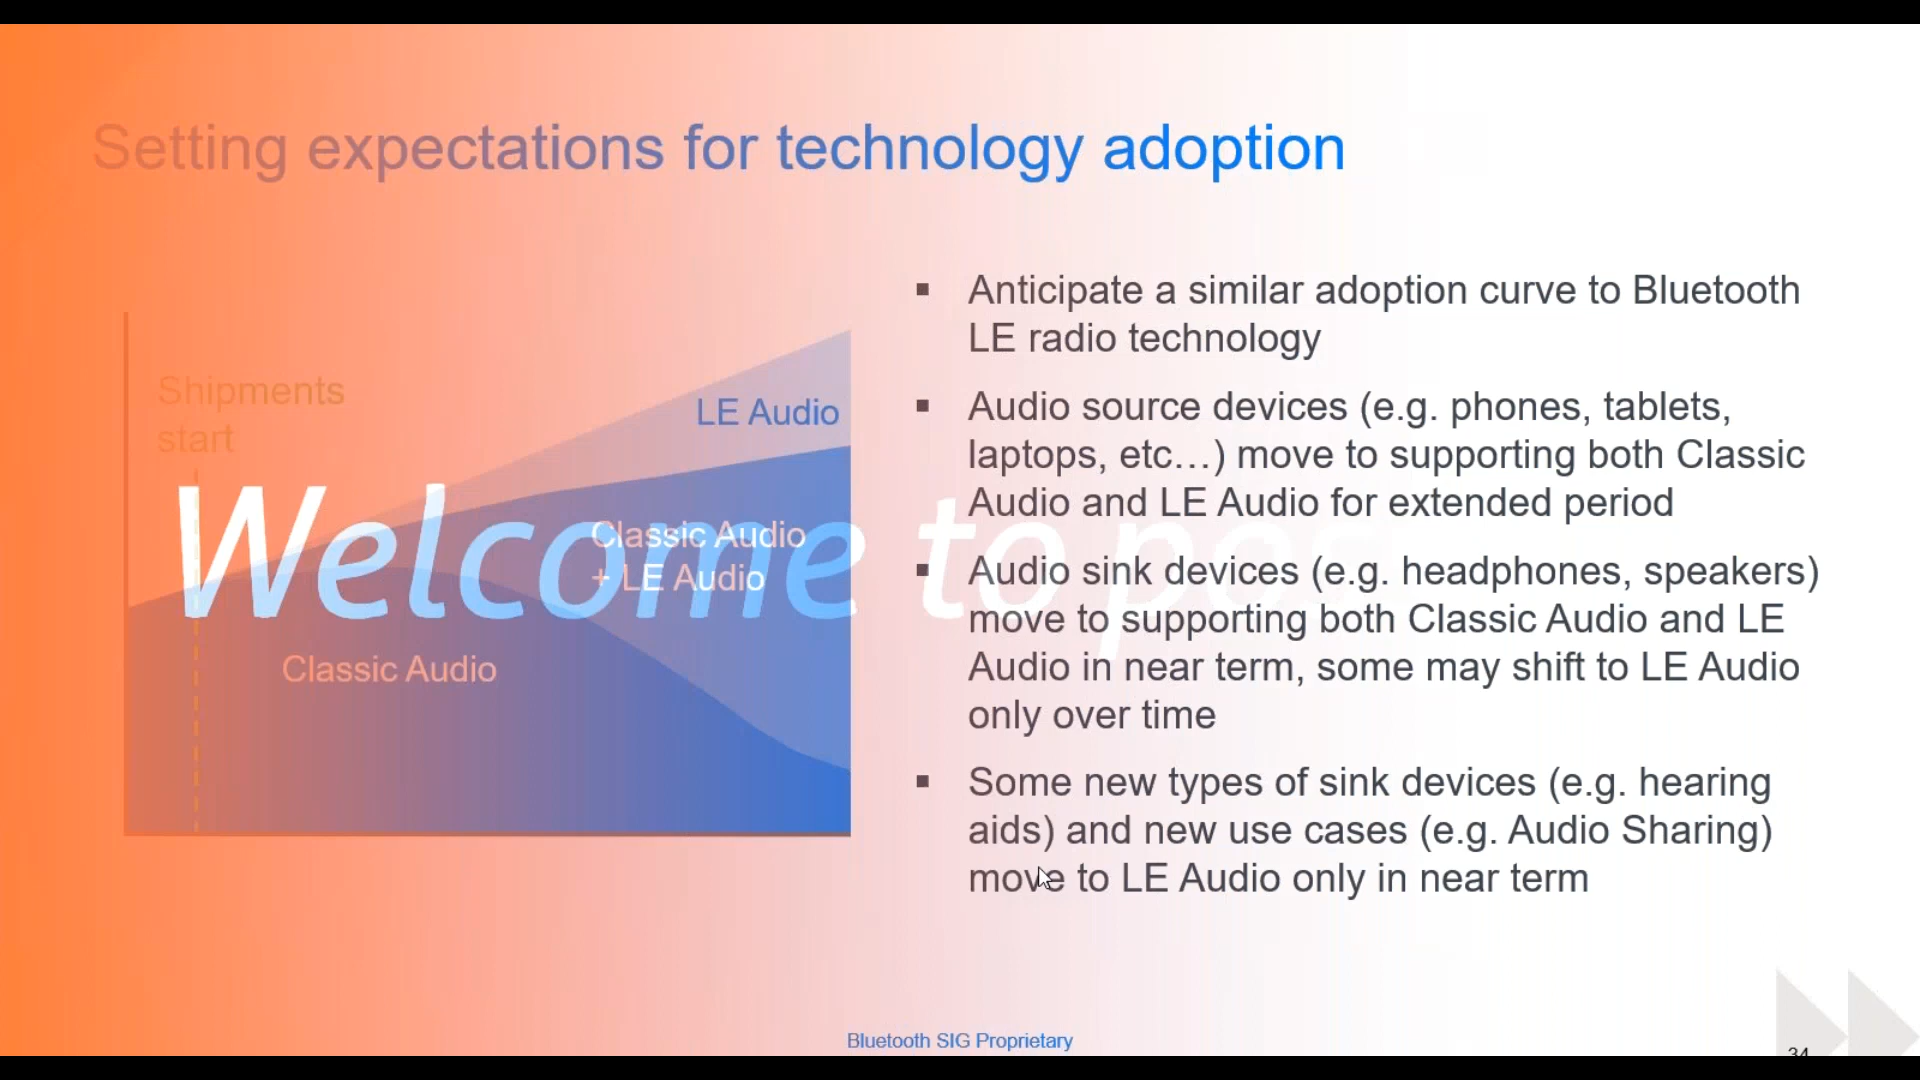 Setting expectations for technology adoption
Shipments
start
LE Audio
Classic Audio
+ LE Audio
Classic Audio
Welcome to
▪ Anticipate a similar adoption curve to Bluetooth
LE radio technology
▪ Audio source devices (e.g. phones, tablets,
laptops, etc…) move to supporting both Classic
Audio and LE Audio for extended period
▪ Audio sink devices (e.g. headphones, speakers)
move to supporting both Classic Audio and LE
Audio in near term, some may shift to LE Audio
only over time
▪ Some new types of sink devices (e.g. hearing
aids) and new use cases (e.g. Audio Sharing)
move to LE Audio only in near term
Bluetooth SIG Proprietary
34